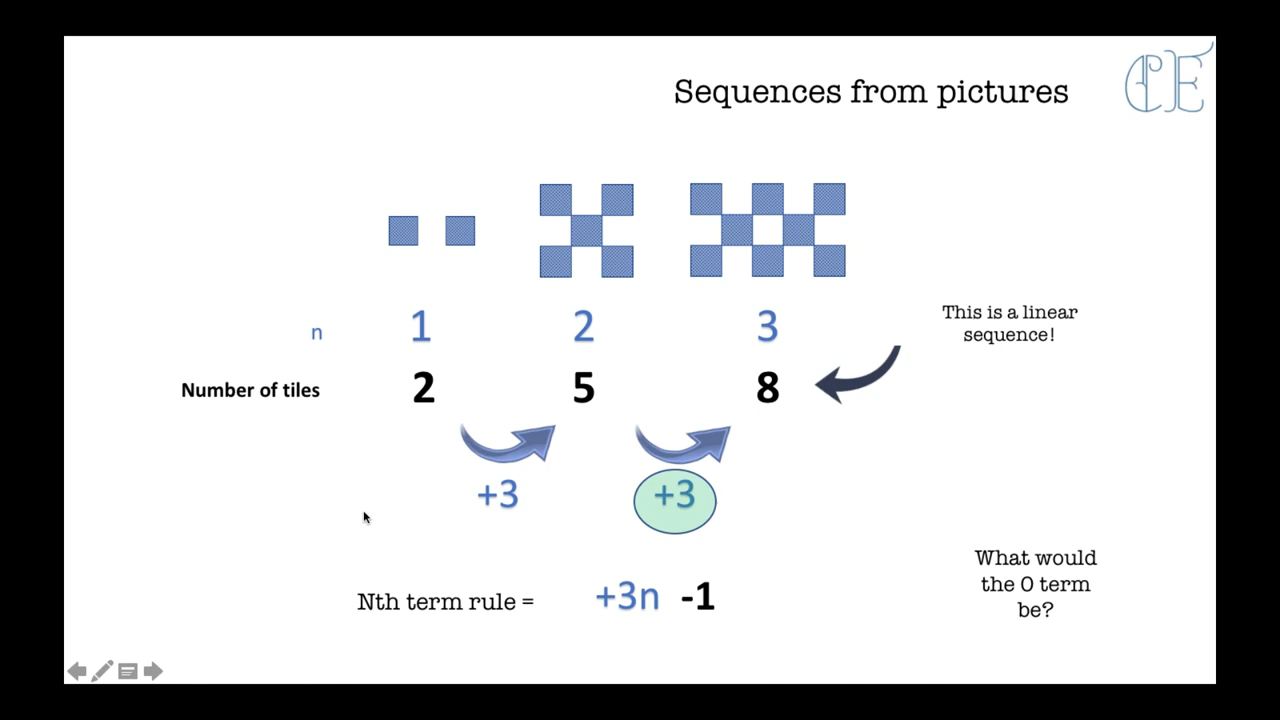 CE
Sequences from pictures
n 1 2 3
This is a linear
sequence!
Number of tiles 2 5 8
+3 +3
What would
the 0 term
be?
Nth term rule = +3n -1